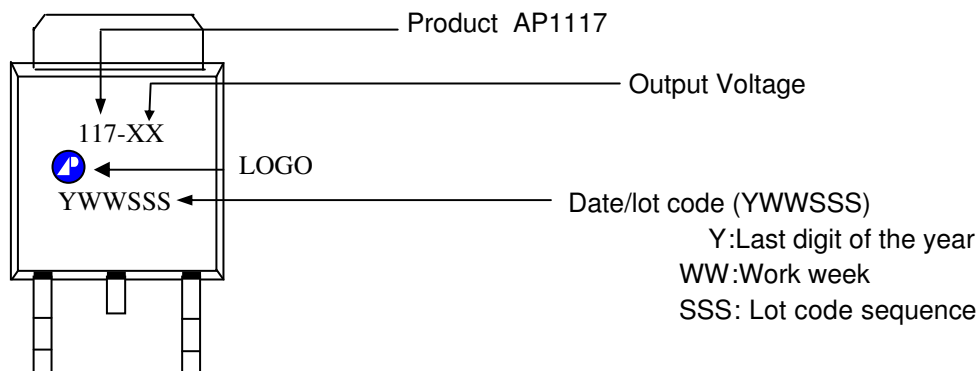 Product AP1117
Output Voltage
117-XX
AP
LOGO
YWWSSS
Date/lot code (YWWSSS)
Y:Last digit of the year
WW:Work week
SSS: Lot code sequence